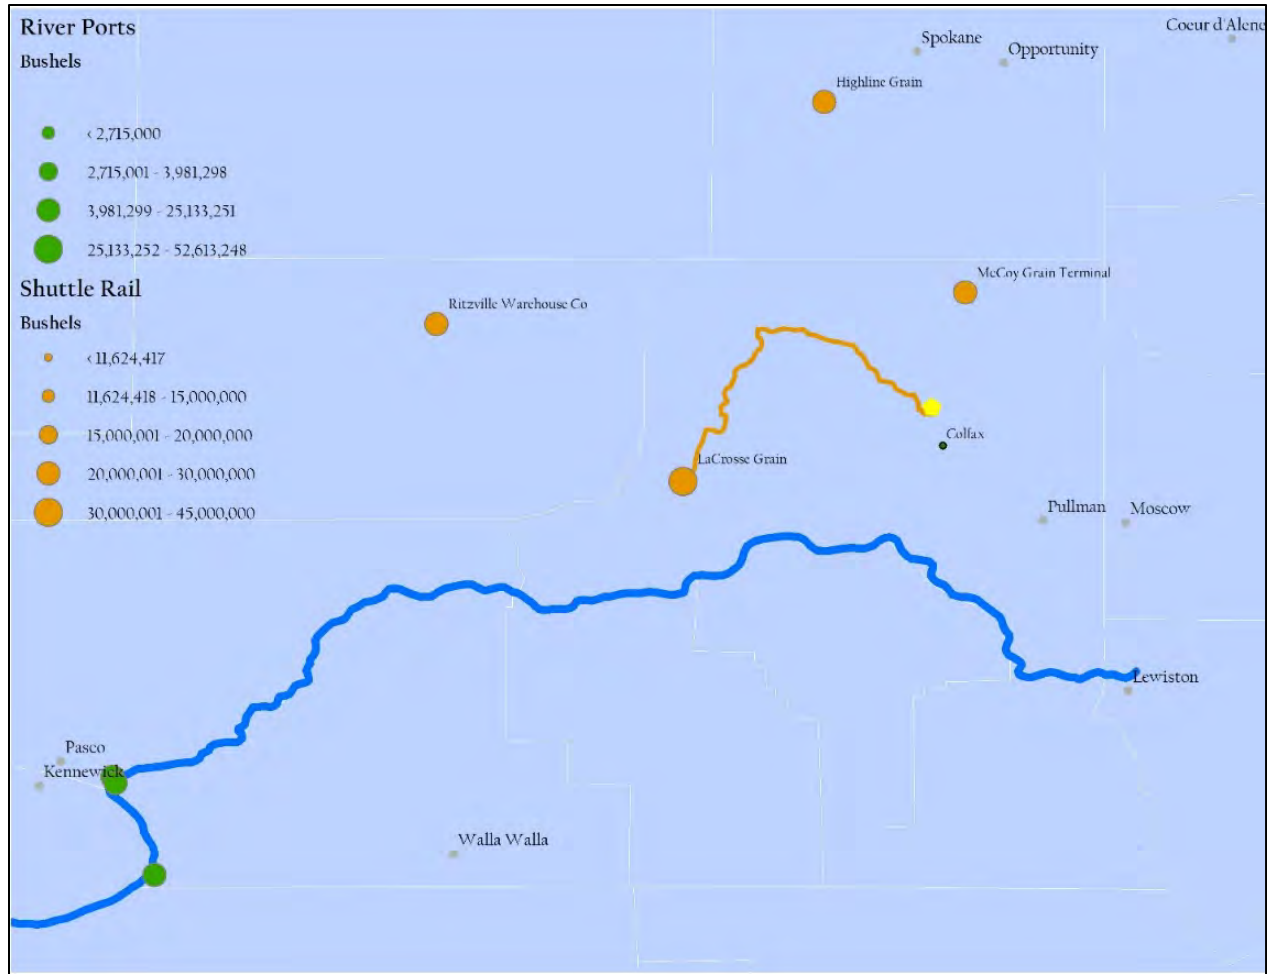 River Ports
Bushels
< 2,715,000
2,715,001 - 3,981,298
3,981,299 - 25,133,251
25,133,252 - 52,613,248
Shuttle Rail
Bushels
< 11,624,417
11,624,418 - 15,000,000
15,000,001 - 20,000,000
20,000,001 - 30,000,000
30,000,001 - 45,000,000
Coeur d'Alene
Spokane
Opportunity
Highline Grain
McCoy Grain Terminal
Ritzville Warehouse Co
Colfax
LaCrosse Grain
Pullman
Moscow
Lewiston
Pasco
Kennewick
Walla Walla